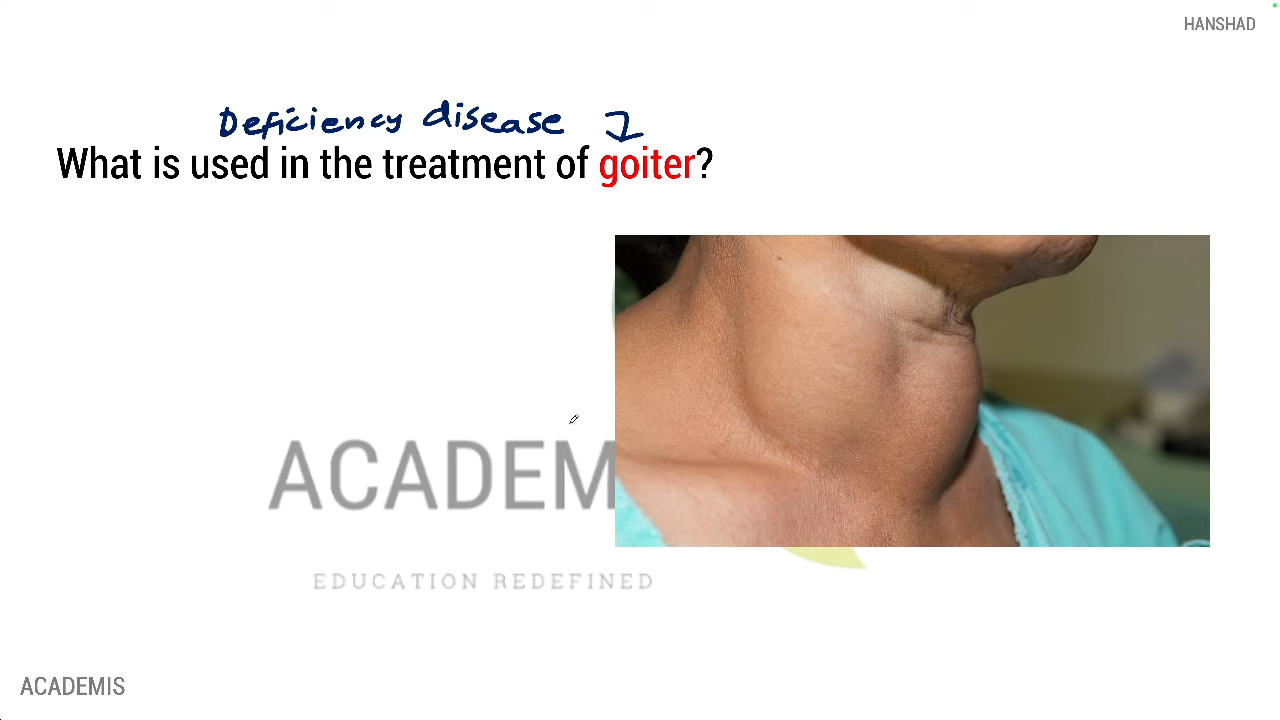 HANSHAD
Deficiency disease
What is used in the treatment of goiter?
ACADEM
EDUCATION REDEFINED
ACADEMIS